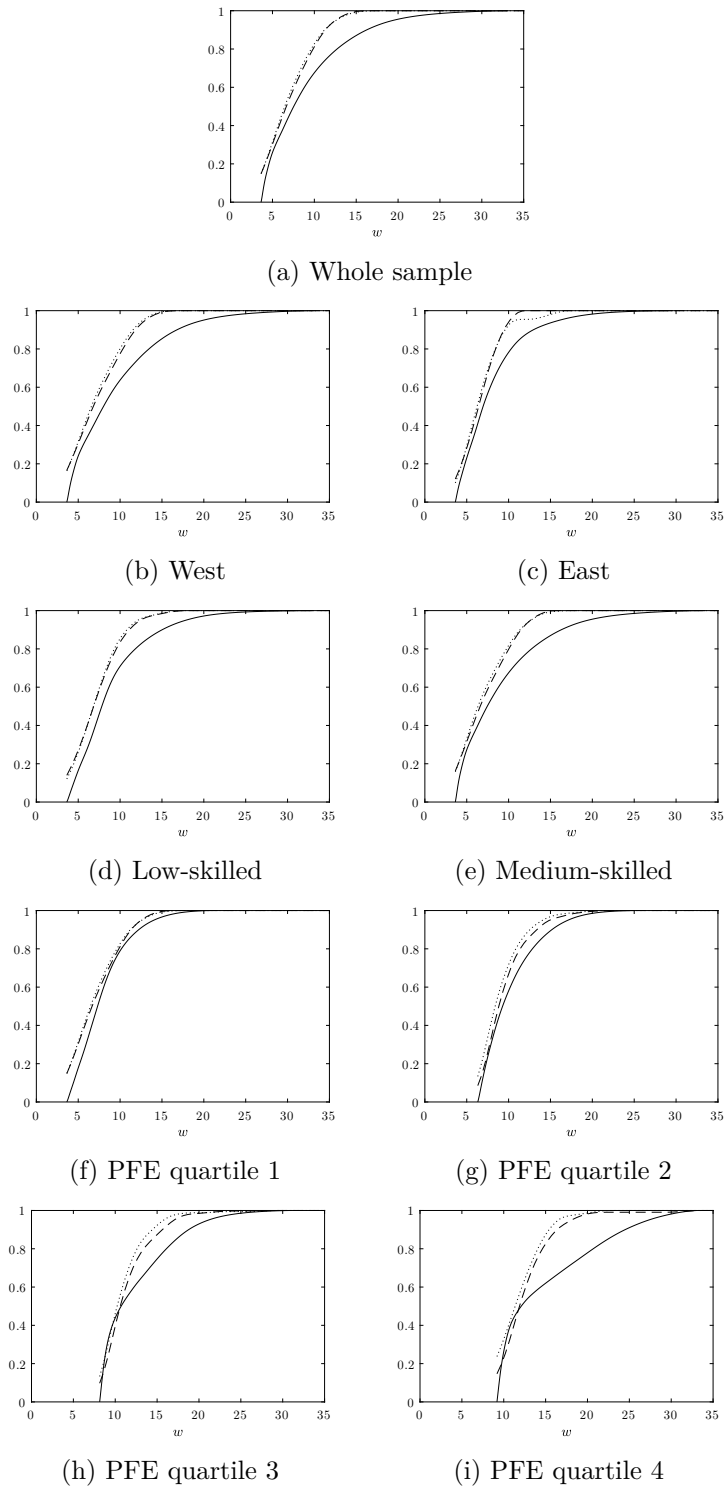 1
0.8
0.6
0.4
0.2
0
0 5 10 15 20 25 30 35
w
(a) Whole sample
1 1
0.8 0.8
0.6 0.6
0.4 0.4
0.2 0.2
0 0
0 5 10 15 20 25 30 35 0 5 10 15 20 25 30 35
w w
(b) West (c) East
1 1
0.8 0.8
0.6 0.6
0.4 0.4
0.2 0.2
0 0
0 5 10 15 20 25 30 35 0 5 10 15 20 25 30 35
w w
(d) Low-skilled (e) Medium-skilled
1 1
0.8 0.8
0.6 0.6
0.4 0.4
0.2 0.2
0 0
0 5 10 15 20 25 30 35 0 5 10 15 20 25 30 35
w w
(f) PFE quartile 1 (g) PFE quartile 2
1 1
0.8 0.8
0.6 0.6
0.4 0.4
0.2 0.2
0 0
0 5 10 15 20 25 30 35 0 5 10 15 20 25 30 35
w w
(h) PFE quartile 3 (i) PFE quartile 4